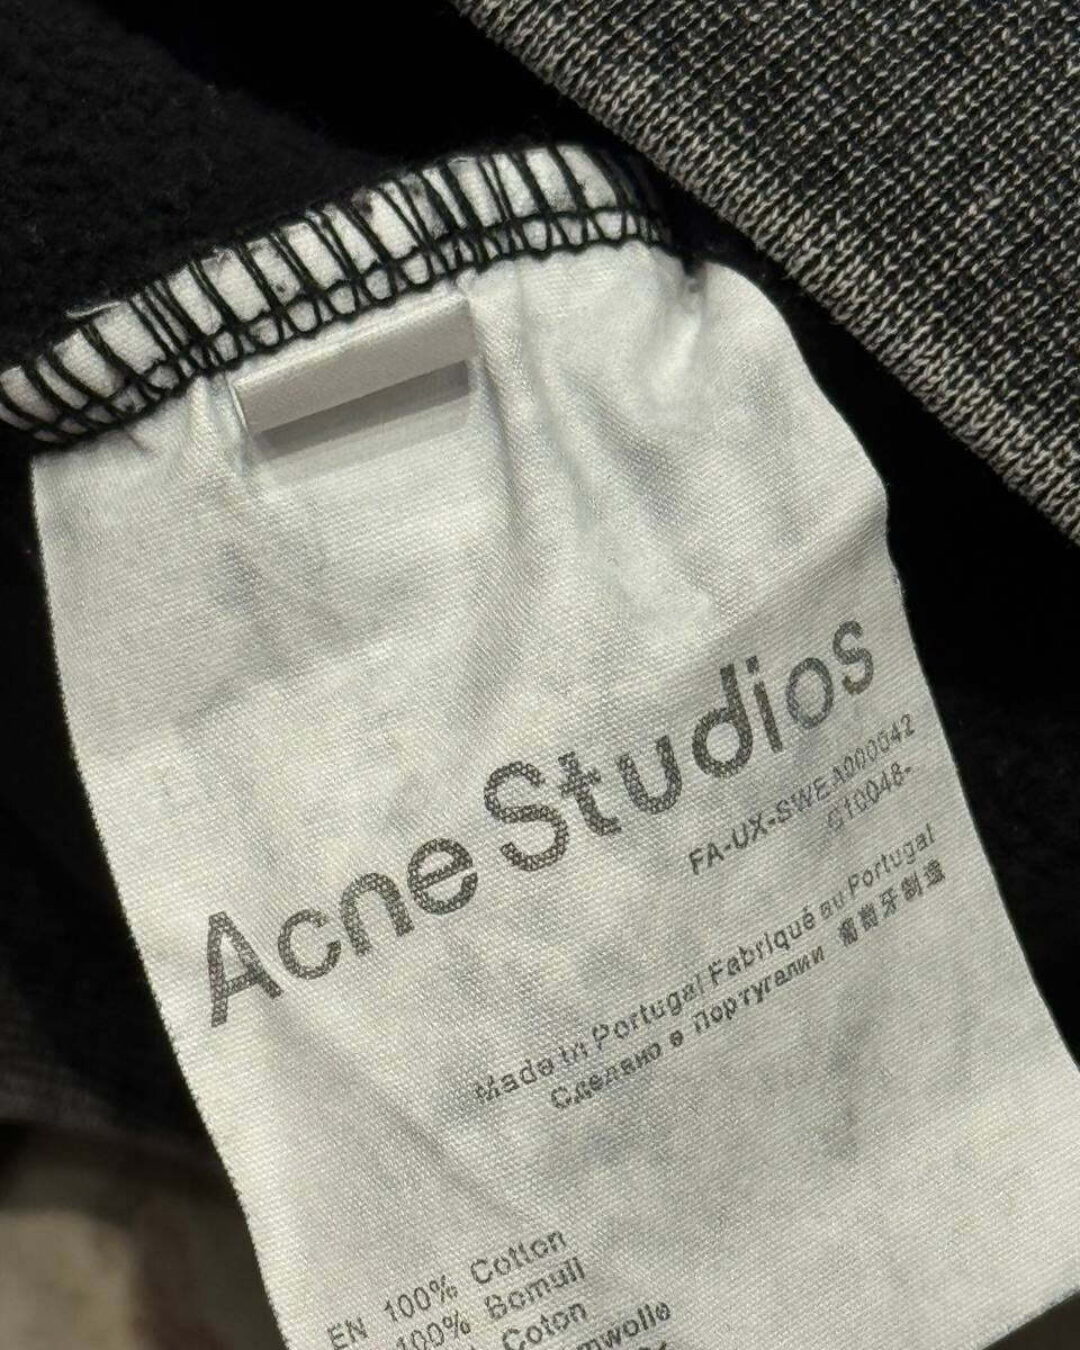 Acne Studios
FA-UX-SWEA000042
C10048-
Made in Portugal Fabriqué au Portugal
Сделано в Португалии 葡萄牙制造
EN 100% Cotton
100% Bomull
Coton